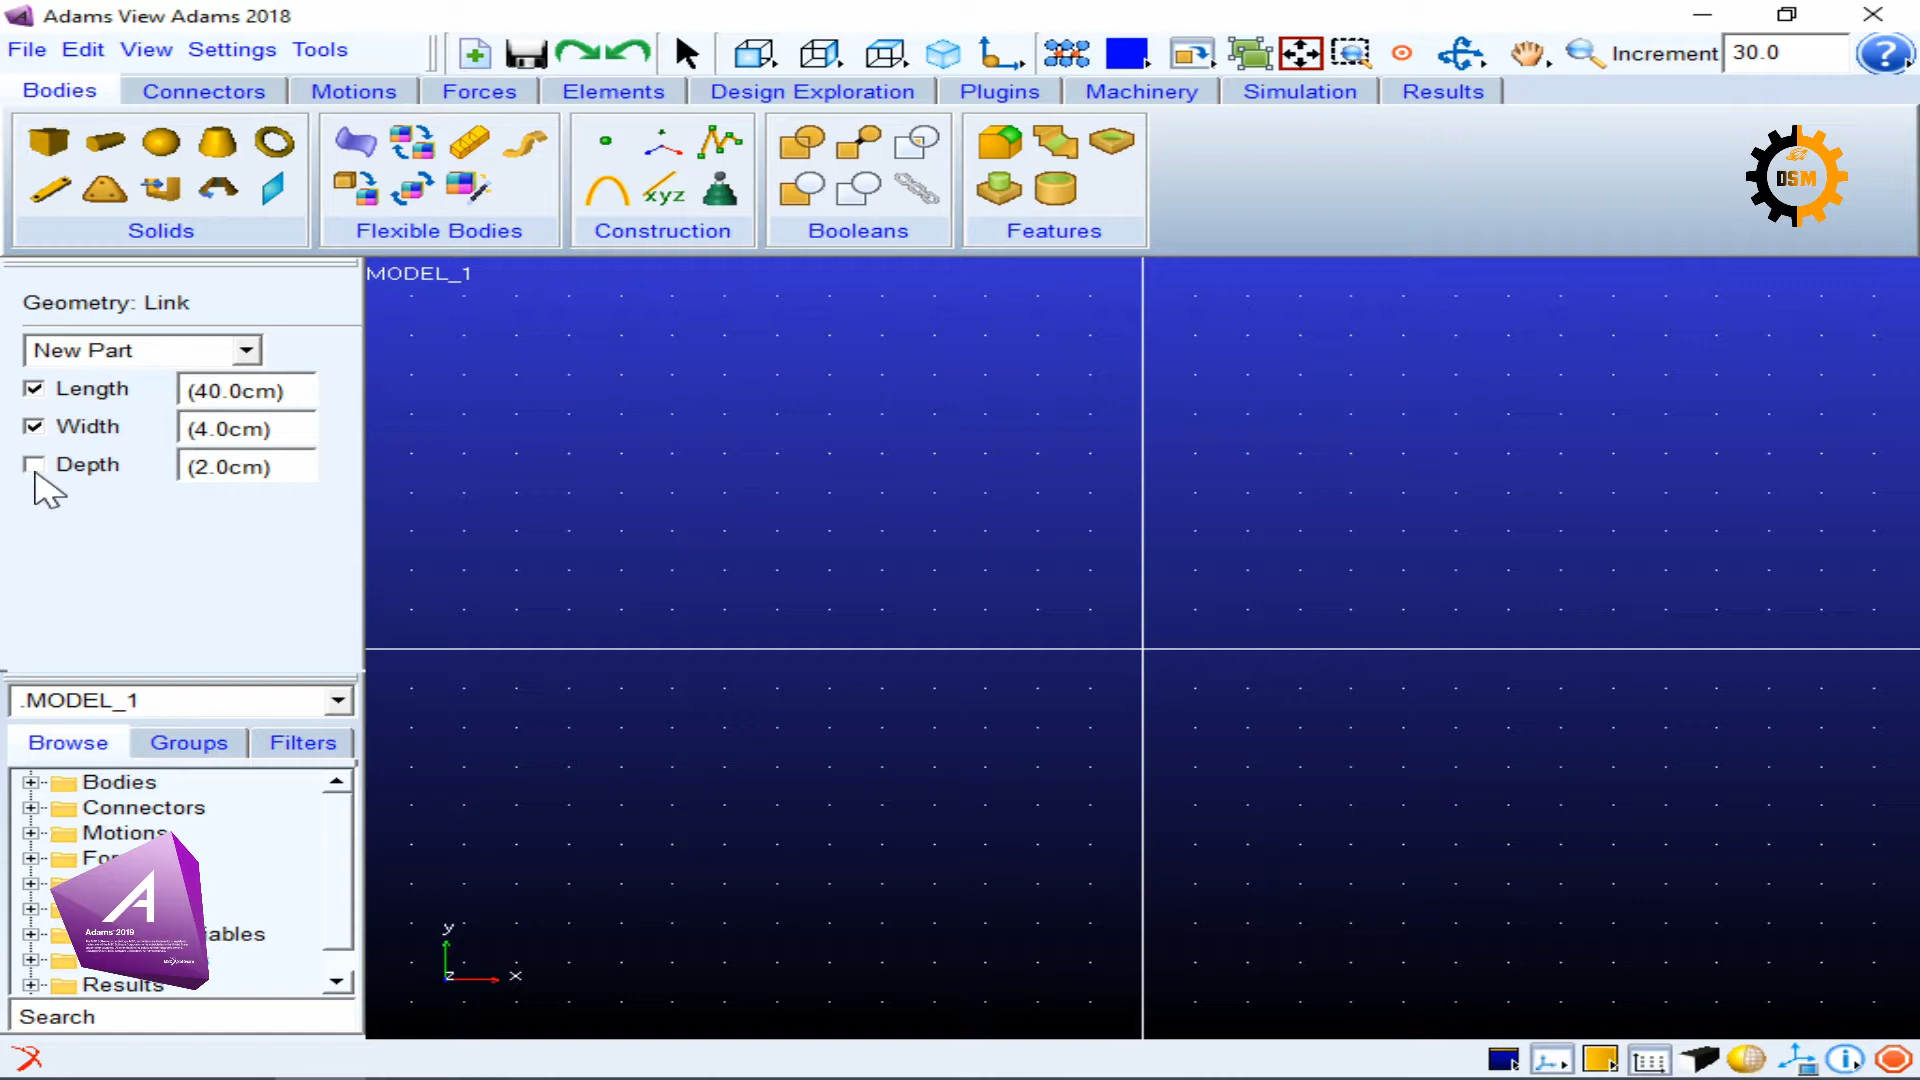 Adams View Adams 2018
File Edit View Settings Tools
Increment 30.0
Bodies Connectors Motions Forces Elements Design Exploration Plugins Machinery Simulation Results
xyz
DSM
Solids Flexible Bodies Construction Booleans Features
MODEL_1
Geometry: Link
New Part
Length (40.0cm)
Width (4.0cm)
Depth (2.0cm)
.MODEL_1
Browse Groups Filters
Bodies
Connectors
Motions
Adams 2019
Results
Search
y
z x